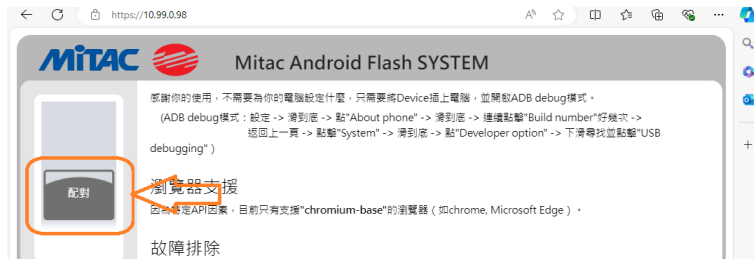 https://10.99.0.98
MiTAC
Mitac Android Flash SYSTEM
感謝你的使用，不需要為你的電腦設定什麼，只需要將Device插上電腦，並開啟ADB debug模式。
(ADB debug模式：設定 -> 滑到底 -> 點"About phone" -> 滑到底 -> 連續點擊"Build number"好幾次 ->
返回上一頁 -> 點擊"System" -> 滑到底 -> 點"Developer option" -> 下滑尋找並點擊"USB
debugging")
配對
瀏覽器支援
定API因素，目前只有支援"chromium-base"的瀏覽器（如chrome, Microsoft Edge）。
故障排除